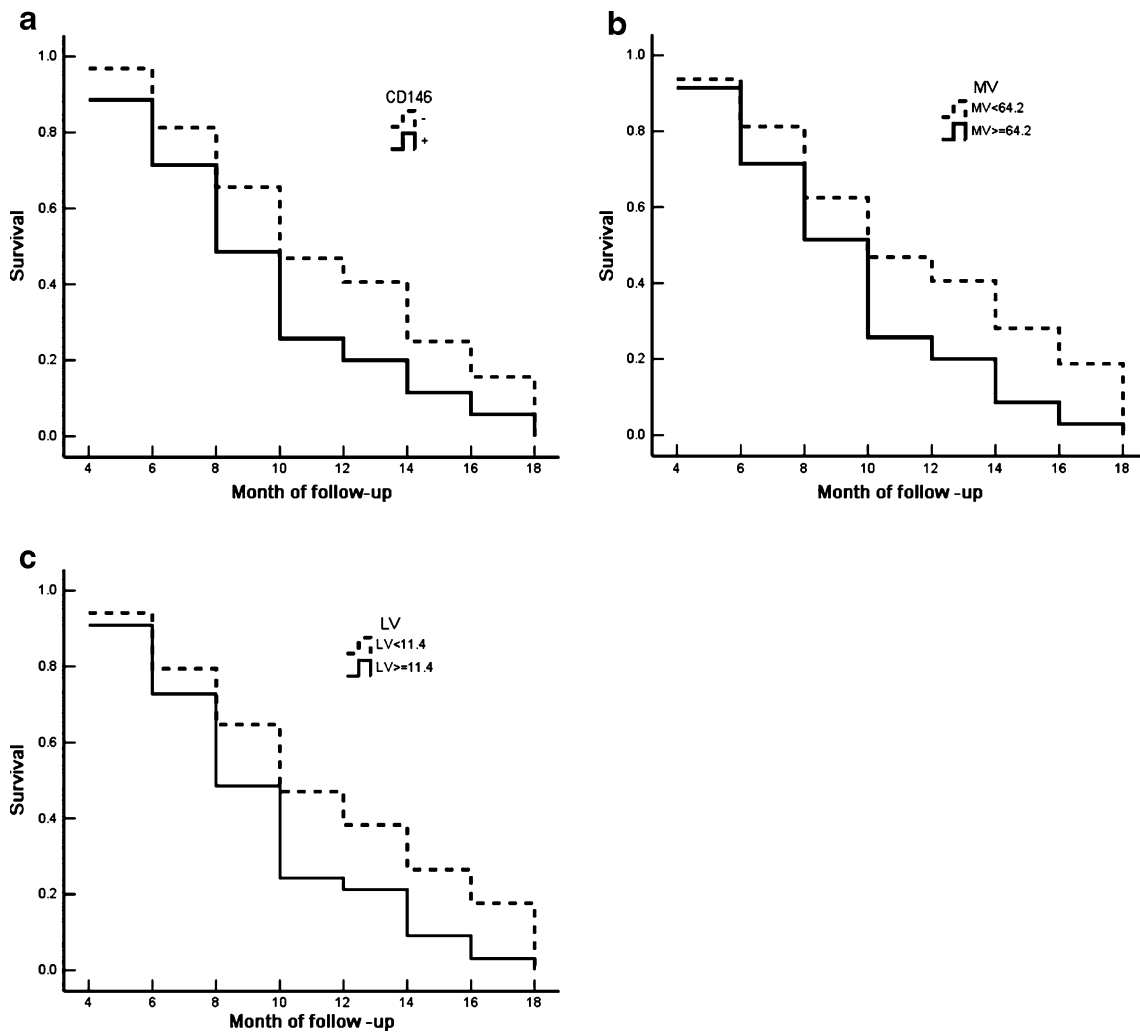 a
1.0
0.8
0.6
0.4
0.2
0.0
Survival
CD146
-
+
4 6 8 10 12 14 16 18
Month of follow-up
b
1.0
0.8
0.6
0.4
0.2
0.0
Survival
MV
MV<64.2
MV>=64.2
4 6 8 10 12 14 16 18
Month of follow -up
c
1.0
0.8
0.6
0.4
0.2
0.0
Survival
LV
LV<11.4
LV>=11.4
4 6 8 10 12 14 16 18
Month of follow -up